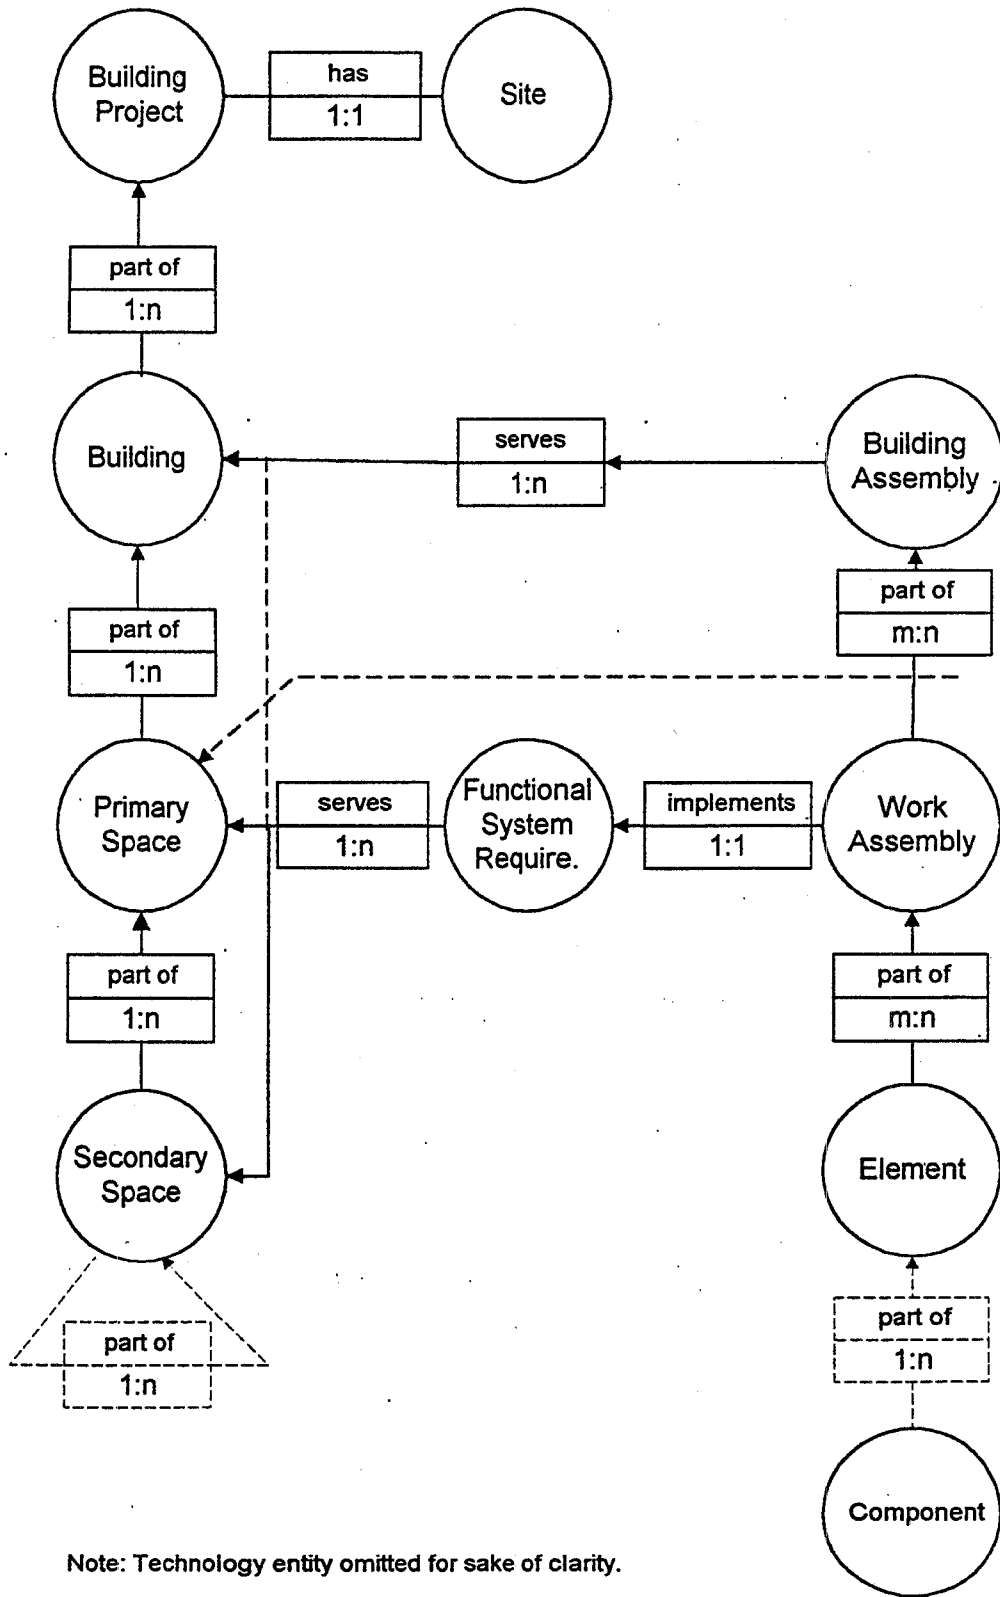 Building
Project
has
1:1
Site
part of
1:n
Building
serves
1:n
Building
Assembly
part of
1:n
part of
m:n
Primary
Space
serves
1:n
Functional
System
Require.
implements
1:1
Work
Assembly
part of
1:n
part of
m:n
Secondary
Space
Element
part of
1:n
part of
1:n
Component
Note: Technology entity omitted for sake of clarity.